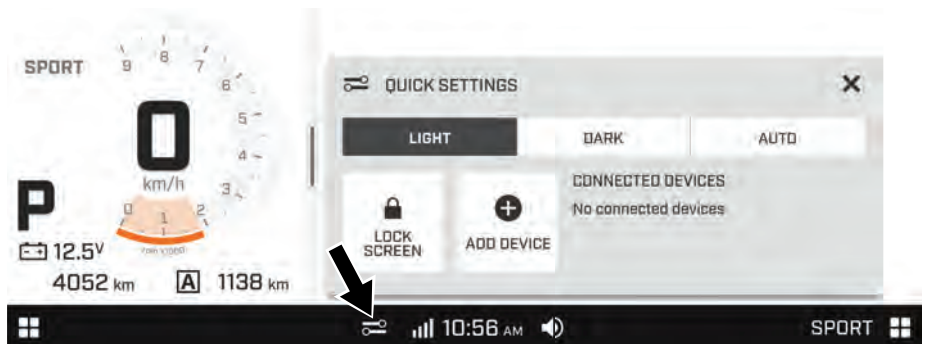 SPORT
9 8 7 6 5 4 3 2 1 0
0
km/h
P
12.5V
4052 km A 1138 km
QUICK SETTINGS
LIGHT DARK AUTO
LOCK
SCREEN
ADD DEVICE
CONNECTED DEVICES
No connected devices
10:56 AM
SPORT